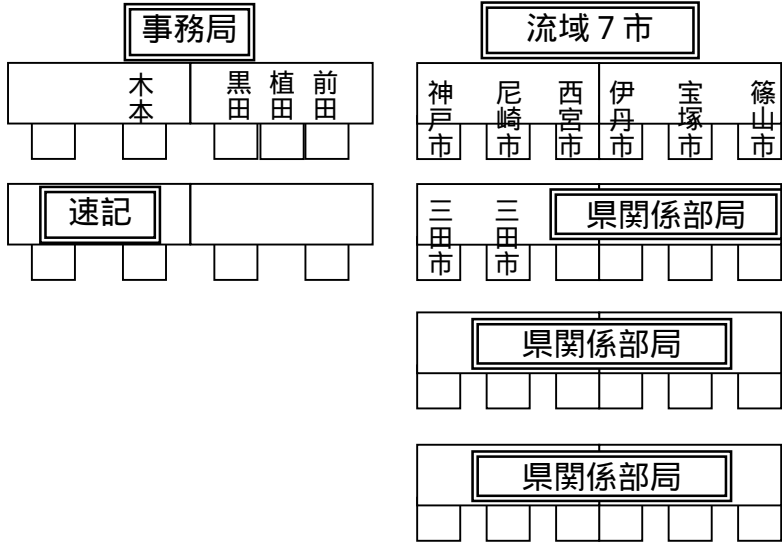 事務局
木本
黒田
植田
前田
速記
流域７市
神戸市
尼崎市
西宮市
伊丹市
宝塚市
篠山市
三田市
三田市
県関係部局
県関係部局
県関係部局